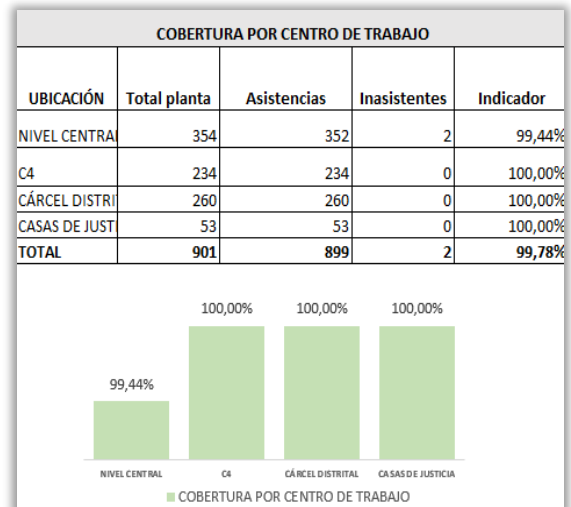 COBERTURA POR CENTRO DE TRABAJO
UBICACIÓN Total planta Asistencias Inasistentes Indicador
NIVEL CENTRA 354 352 2 99,44%
C4 234 234 0 100,00%
CÁRCEL DISTRI 260 260 0 100,00%
CASAS DE JUSTI 53 53 0 100,00%
TOTAL 901 899 2 99,78%
100,00% 100,00% 100,00%
99,44%
NIVEL CENTRAL C4 CÁRCEL DISTRITAL CASAS DE JUSTICIA
COBERTURA POR CENTRO DE TRABAJO